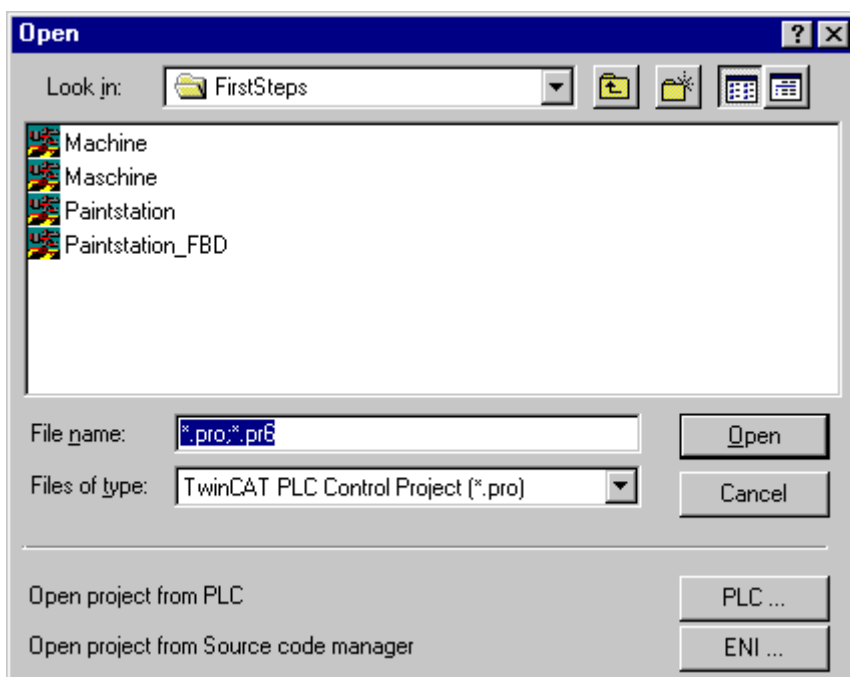 Open
Look in: FirstSteps
Machine
Maschine
Paintstation
Paintstation_FBD
File name: *.pro;*.pr6 Open
Files of type: TwinCAT PLC Control Project (*.pro) Cancel
Open project from PLC PLC ...
Open project from Source code manager ENI ...